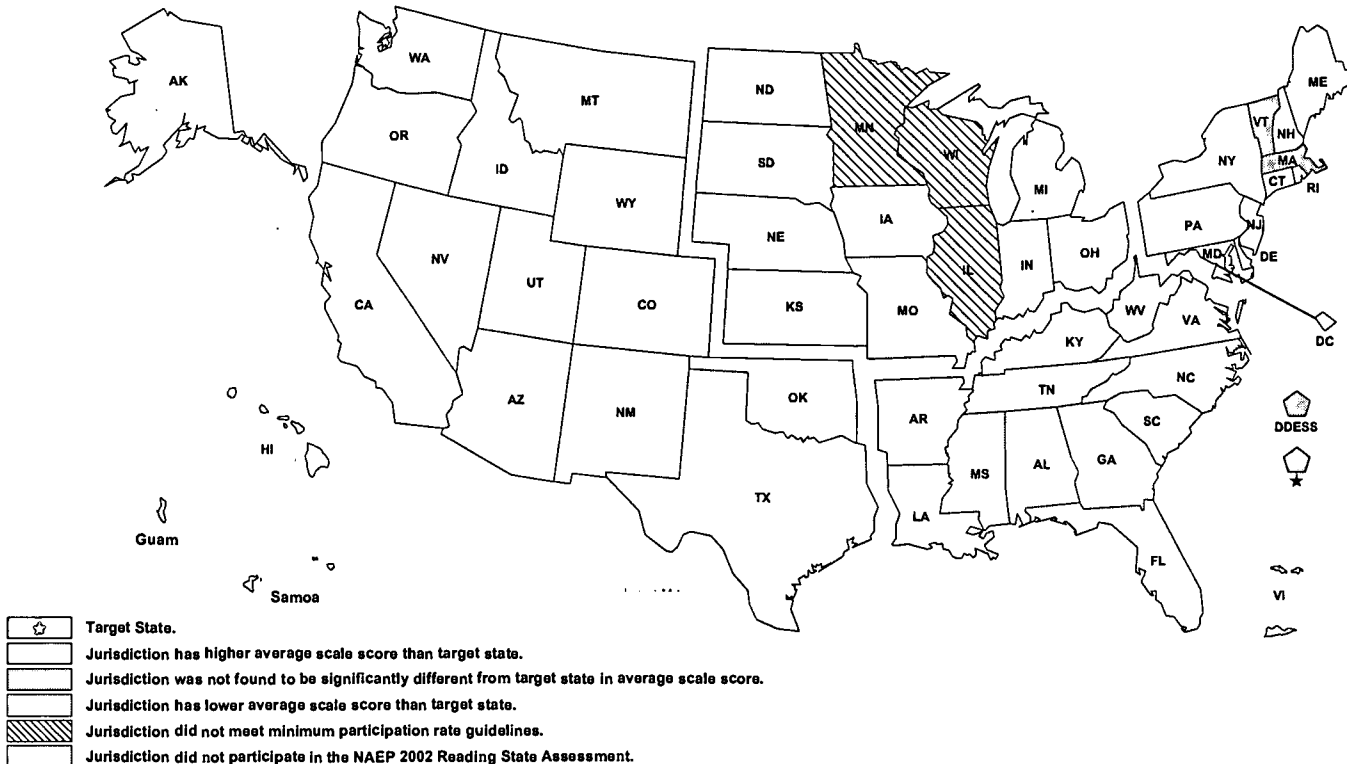 AK
WA
OR
CA
NV
ID
MT
WY
UT
CO
AZ
NM
ND
SD
NE
KS
OK
TX
MN
IA
MO
AR
LA
WI
IL
MI
IN
OH
KY
TN
MS
AL
GA
FL
SC
NC
VA
WV
PA
NY
VT
NH
ME
MA
CT
RI
NJ
DE
MD
DC
DDESS
VI
HI
Guam
Samoa
Target State.
Jurisdiction has higher average scale score than target state.
Jurisdiction was not found to be significantly different from target state in average scale score.
Jurisdiction has lower average scale score than target state.
Jurisdiction did not meet minimum participation rate guidelines.
Jurisdiction did not participate in the NAEP 2002 Reading State Assessment.